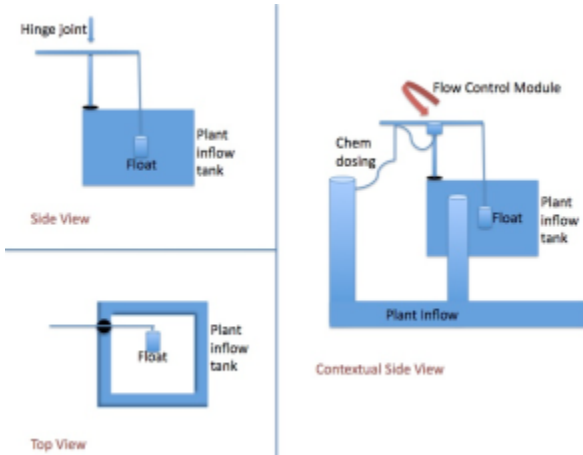 Hinge joint
Plant
inflow
tank
Float
Side View
Plant
inflow
tank
Float
Top View
Flow Control Module
Chem
dosing
Plant
inflow
tank
Float
Plant Inflow
Contextual Side View